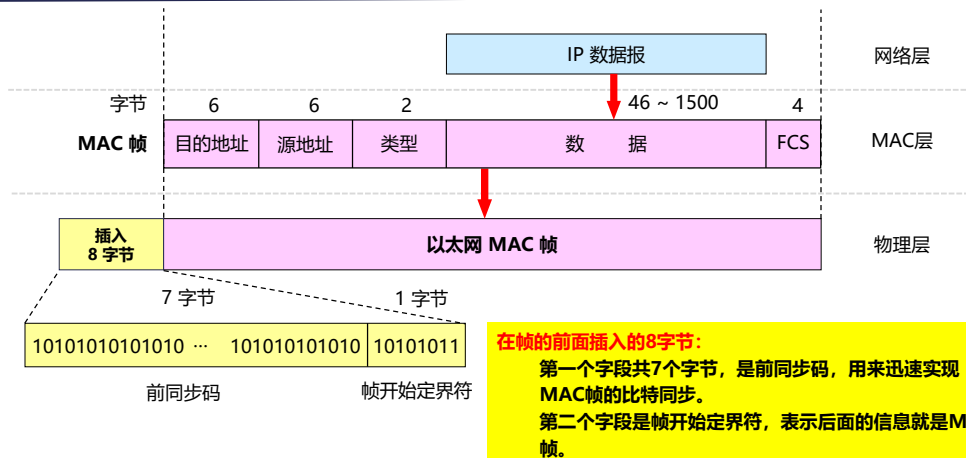 IP 数据报
网络层
字节 6 6 2 46 ~ 1500 4
MAC 帧 目的地址 源地址 类型 数 据 FCS MAC层
插入
8 字节
以太网 MAC 帧
物理层
7 字节 1 字节
10101010101010 ··· 101010101010 10101011
前同步码 帧开始定界符
在帧的前面插入的8字节:
第一个字段共7个字节，是前同步码，用来迅速实现
MAC帧的比特同步。
第二个字段是帧开始定界符，表示后面的信息就是M
帧。